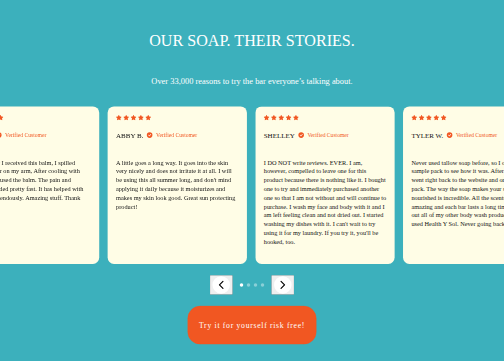 OUR SOAP. THEIR STORIES.
Over 33,000 reasons to try the bar everyone's talking about.
Verified Customer
I received this balm, I spilled
r on my arm, After cooling with
used the balm. The pain and
ded pretty fast. It has helped with
endously. Amazing stuff. Thank
ABBY B. Verified Customer
A little goes a long way. It goes into the skin
very nicely and does not irritate it at all. I will
be using this all summer long, and don't mind
applying it daily because it moisturizes and
makes my skin look good. Great sun protecting
product!
SHELLEY Verified Customer
I DO NOT write reviews. EVER. I am,
however, compelled to leave one for this
product because there is nothing like it. I bought
one to try and immediately purchased another
one so that I am not without and will continue to
purchase. I wash my face and body with it and I
am left feeling clean and not dried out. I started
washing my dishes with it. I can't wait to try
using it for my laundry. If you try it, you'll be
hooked, too.
TYLER W. Verified Customer
Never used tallow soap before, so I
sample pack to see how it was. After
went right back to the website and
pack. The way the soap makes your
nourished is incredible. All the scents
amazing and each bar lasts a long
out all of my other body wash
used Health Y Sol. Never going back
Try it for yourself risk free!